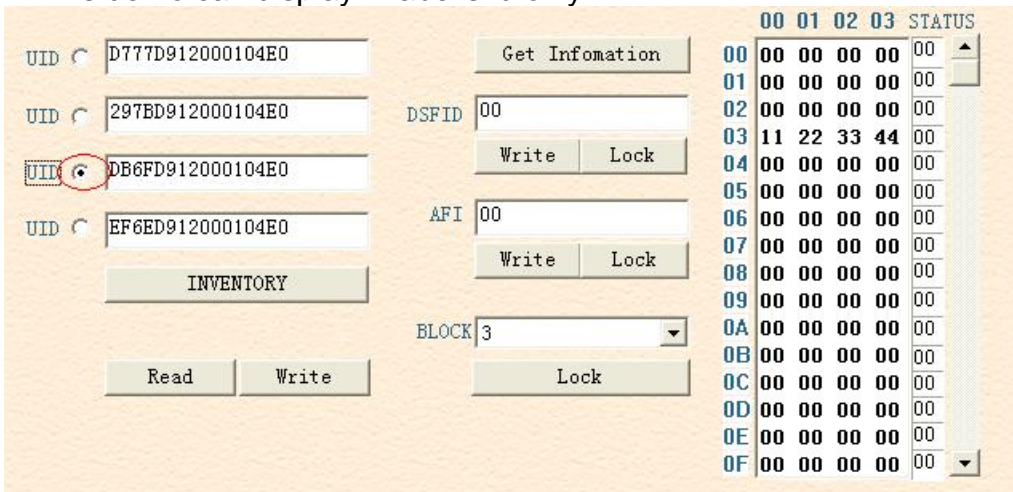 can display
UID D777D912000104E0
UID 297BD912000104E0
UID DB6FD912000104E0
UID EF6ED912000104E0
INVENTORY
Read Write
Get Infomation
DSFID 00
Write Lock
AFI 00
Write Lock
BLOCK 3
Lock
00 01 02 03 STATUS
00 00 00 00 00 00
01 00 00 00 00 00
02 00 00 00 00 00
03 11 22 33 44 00
04 00 00 00 00 00
05 00 00 00 00 00
06 00 00 00 00 00
07 00 00 00 00 00
08 00 00 00 00 00
09 00 00 00 00 00
0A 00 00 00 00 00
0B 00 00 00 00 00
0C 00 00 00 00 00
0D 00 00 00 00 00
0E 00 00 00 00 00
0F 00 00 00 00 00